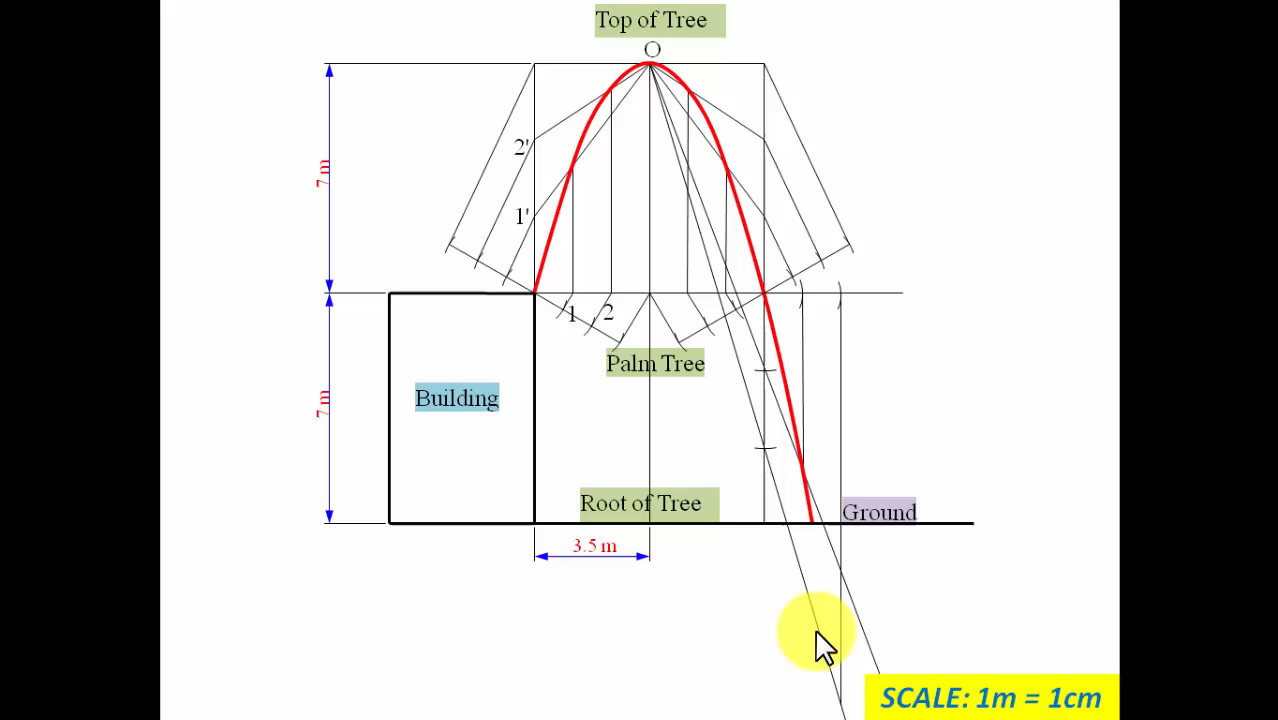 Top of Tree
O
7 m
2'
1'
1
2
Palm Tree
Building
7 m
Root of Tree
Ground
3.5 m
SCALE: 1m = 1cm